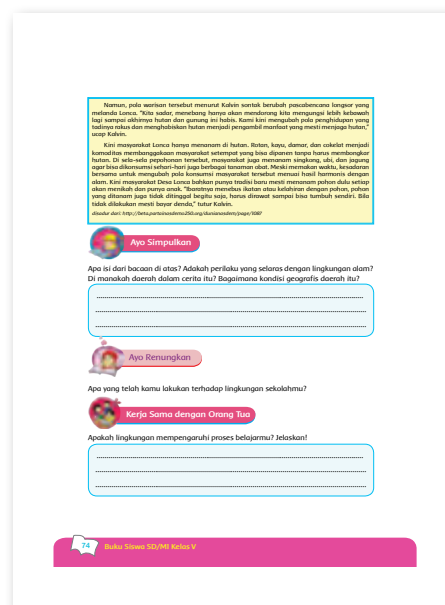 Namun, pola warisan tersebut menurut Kalvin sontak berubah pascabencana longsor yang
melanda Lonca. "Kita sadar, menebang hanya akan mendorong kita mengungsi lebih kebawah
lagi sampai akhirnya hutan dan gunung ini habis. Kami kini mengubah pola penghidupan yang
tadinya rakus dan menghabiskan hutan menjadi pengambil manfaat yang mesti menjaga hutan,"
ucap Kalvin.
Kini masyarakat Lonca hanya menanam di hutan. Rotan, kayu, damar, dan cokelat menjadi
komoditas membanggakan masyarakat setempat yang bisa dipanen tanpa harus membongkar
hutan. Di sela-sela pepohonan tersebut, masyarakat juga menanam singkong, ubi, dan jagung
agar bisa dikonsumsi sehari-hari juga berbagai tanaman obat. Meski memakan waktu, kesadaran
bersama untuk mengubah pola konsumsi masyarakat tersebut menuai hasil harmonis dengan
alam. Kini masyarakat Desa Lonca bahkan punya tradisi baru mesti menanam pohon dulu setiap
akan menikah dan punya anak. "Ibaratnya menebus ikatan atau kelahiran dengan pohon, pohon
yang ditanam juga tidak ditinggal begitu saja, harus dirawat sampai bisa tumbuh sendiri. Bila
tidak dilakukan mesti bayar denda," tutur Kalvin.
disadur dari: http://beta.partainasdemo250.org/dunianasdem/page/1087
Ayo Simpulkan
Apa isi dari bacaan di atas? Adakah perilaku yang selaras dengan lingkungan alam?
Di manakah daerah dalam cerita itu? Bagaimana kondisi geografis daerah itu?
Ayo Renungkan
Apa yang telah kamu lakukan terhadap lingkungan sekolahmu?
Kerja Sama dengan Orang Tua
Apakah lingkungan mempengaruhi proses belajarmu? Jelaskan!
74 Buku Siswa SD/MI Kelas V